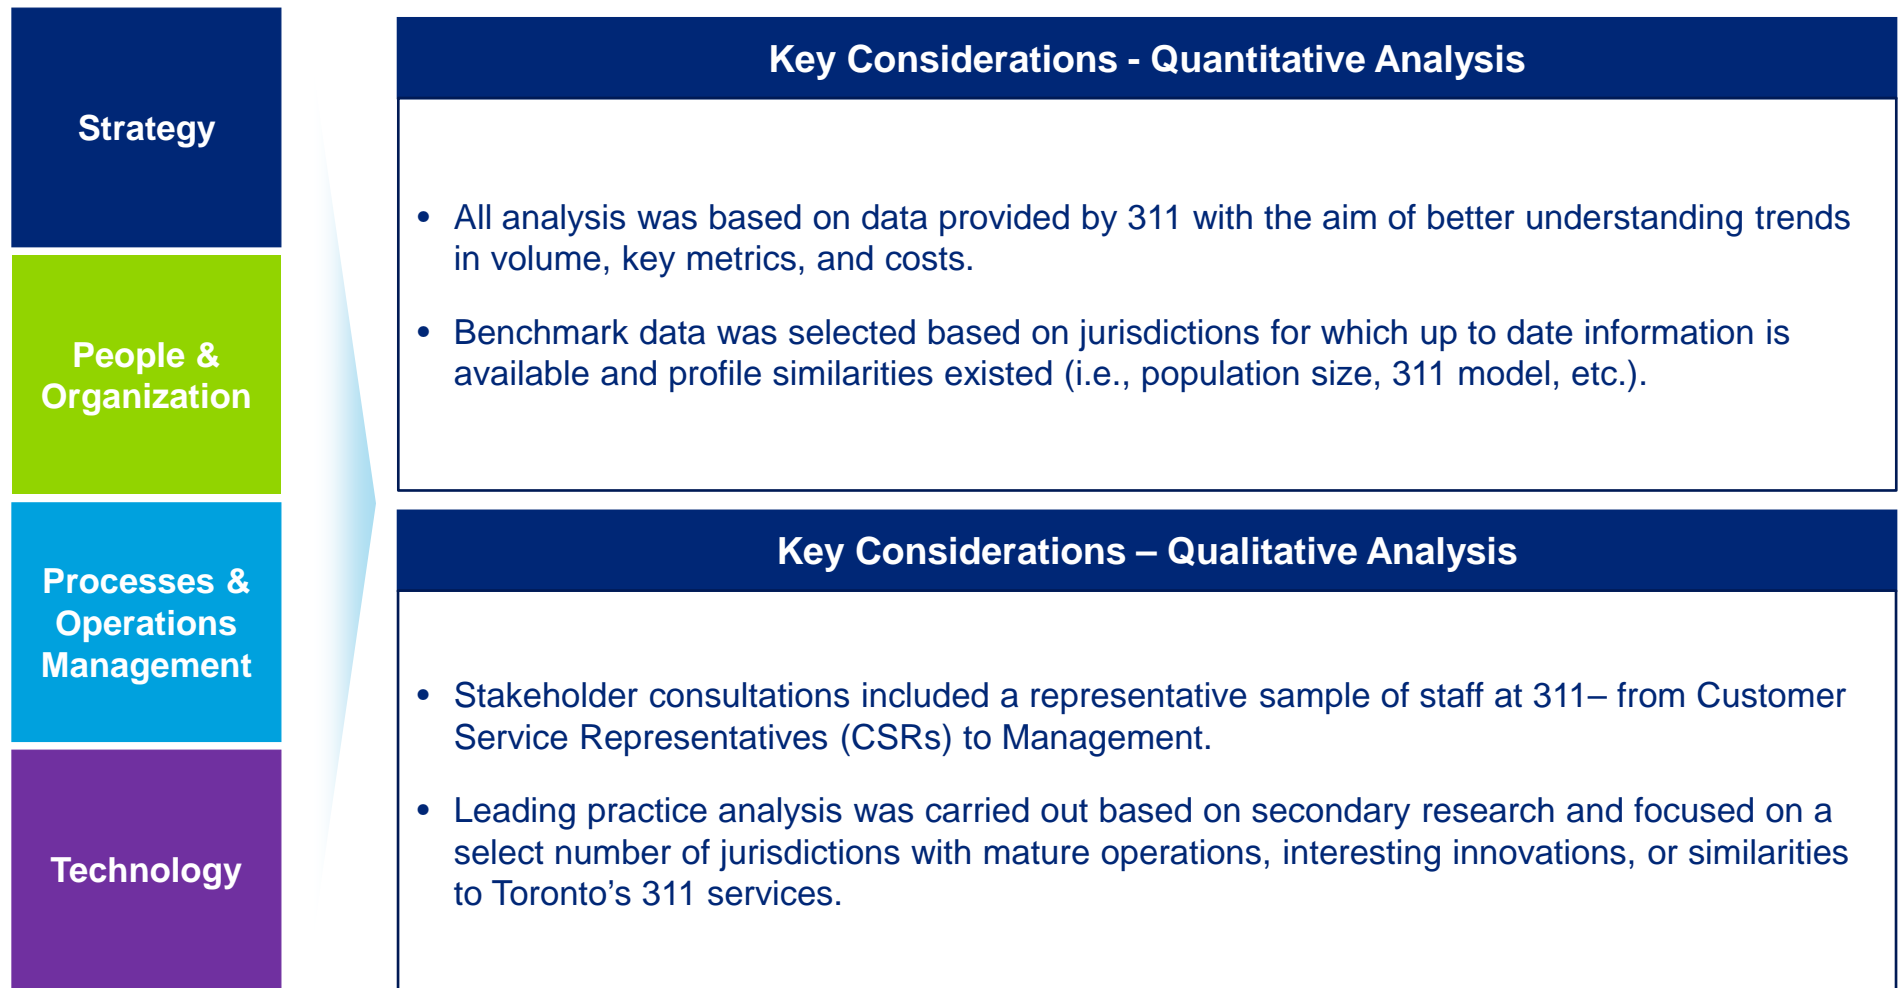 Strategy
People &
Organization
Processes &
Operations
Management
Technology
Key Considerations - Quantitative Analysis
• All analysis was based on data provided by 311 with the aim of better understanding trends
in volume, key metrics, and costs.
• Benchmark data was selected based on jurisdictions for which up to date information is
available and profile similarities existed (i.e., population size, 311 model, etc.).
Key Considerations – Qualitative Analysis
• Stakeholder consultations included a representative sample of staff at 311– from Customer
Service Representatives (CSRs) to Management.
• Leading practice analysis was carried out based on secondary research and focused on a
select number of jurisdictions with mature operations, interesting innovations, or similarities
to Toronto’s 311 services.